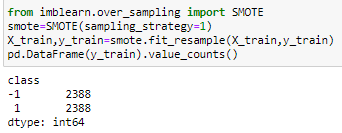 from imblearn.over_sampling import SMOTE
smote=SMOTE(sampling_strategy=1)
X_train,y_train=smote.fit_resample(X_train,y_train)
pd.DataFrame(y_train).value_counts()
class
-1 2388
1 2388
dtype: int64